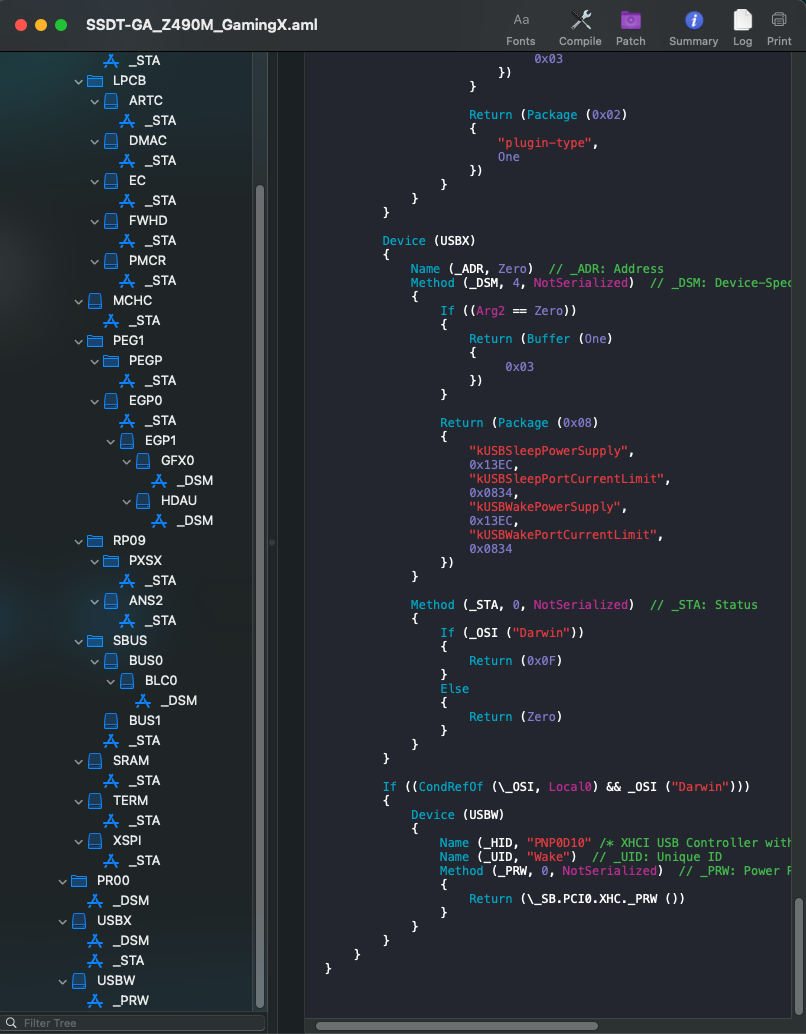 SSDT-GA_Z490M_GamingX.aml
Aa
Fonts
Compile
Patch
Summary
Log
Print
_STA
LPCB
ARTC
_STA
DMAC
_STA
EC
_STA
FWHD
_STA
PMCR
_STA
MCHC
_STA
PEG1
PEGP
_STA
EGP0
_STA
EGP1
GFX0
_DSM
HDAU
_DSM
RP09
PXSX
_STA
ANS2
_STA
SBUS
BUS0
BLC0
_DSM
BUS1
_STA
SRAM
_STA
TERM
_STA
XSPI
_STA
PR00
_DSM
USBX
_DSM
_STA
USBW
_PRW
Filter Tree
0x03
})
}
Return (Package (0x02)
{
"plugin-type",
One
})
}
}
}
Device (USBX)
{
Name (_ADR, Zero)  // _ADR: Address
Method (_DSM, 4, NotSerialized)  // _DSM: Device-Spec
{
If ((Arg2 == Zero))
{
Return (Buffer (One)
{
0x03
})
}
Return (Package (0x08)
{
"kUSBSleepPowerSupply",
0x13EC,
"kUSBSleepPortCurrentLimit",
0x0834,
"kUSBWakePowerSupply",
0x13EC,
"kUSBWakePortCurrentLimit",
0x0834
})
}
Method (_STA, 0, NotSerialized)  // _STA: Status
{
If (_OSI ("Darwin"))
{
Return (0x0F)
}
Else
{
Return (Zero)
}
}
}
If ((CondRefOf (\_OSI, Local0) && _OSI ("Darwin")))
{
Device (USBW)
{
Name (_HID, "PNP0D10" /* XHCI USB Controller with
Name (_UID, "Wake")  // _UID: Unique ID
Method (_PRW, 0, NotSerialized)  // _PRW: Power R
{
Return (\_SB.PCI0.XHC._PRW ())
}
}
}
}
}